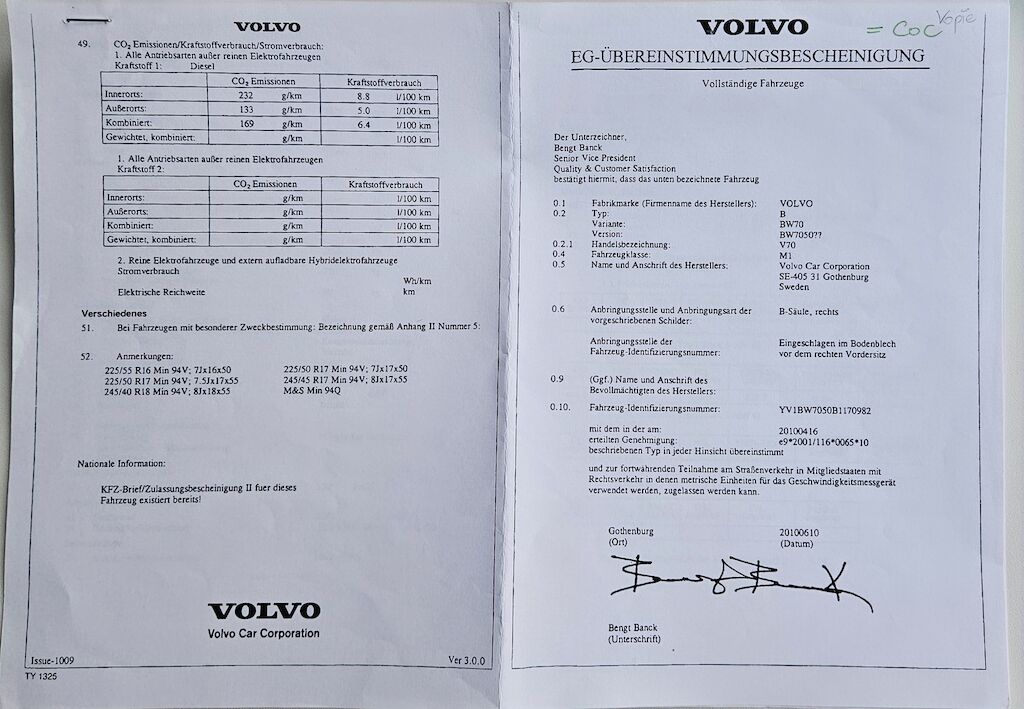 VOLVO
49. CO2 Emissionen/Kraftstoffverbrauch/Stromverbrauch:
1. Alle Antriebsarten außer reinen Elektrofahrzeugen
Kraftstoff 1: Diesel
CO2 Emissionen Kraftstoffverbrauch
Innerorts: 232 g/km 8.8 l/100 km
Außerorts: 133 g/km 5.0 l/100 km
Kombiniert: 169 g/km 6.4 l/100 km
Gewichtet, kombiniert: g/km l/100 km
1. Alle Antriebsarten außer reinen Elektrofahrzeugen
Kraftstoff 2:
CO2 Emissionen Kraftstoffverbrauch
Innerorts: g/km l/100 km
Außerorts: g/km l/100 km
Kombiniert: g/km l/100 km
Gewichtet, kombiniert: g/km l/100 km
2. Reine Elektrofahrzeuge und extern aufladbare Hybridelektrofahrzeuge
Stromverbrauch
Wh/km
Elektrische Reichweite km
Verschiedenes
51. Bei Fahrzeugen mit besonderer Zweckbestimmung: Bezeichnung gemäß Anhang II Nummer 5:
52. Anmerkungen:
225/55 R16 Min 94V; 7Jx16x50 225/50 R17 Min 94V; 7Jx17x50
225/50 R17 Min 94V; 7.5Jx17x55 245/45 R17 Min 94V; 8Jx17x55
245/40 R18 Min 94V; 8Jx18x55 M&S Min 94Q
Nationale Information:
KFZ-Brief/Zulassungsbescheinigung II fuer dieses
Fahrzeug existiert bereits!
VOLVO
Volvo Car Corporation
Issue-1009 Ver 3.0.0
TY 1325
VOLVO = COC Kopie
EG-ÜBEREINSTIMMUNGSBESCHEINIGUNG
Vollständige Fahrzeuge
Der Unterzeichner,
Bengt Banck
Senior Vice President
Quality & Customer Satisfaction
bestätigt hiermit, dass das unten bezeichnete Fahrzeug
0.1 Fabrikmarke (Firmenname des Herstellers): VOLVO
0.2 Typ: B
Variante: BW70
Version: BW7050??
0.2.1 Handelsbezeichnung: V70
0.4 Fahrzeugklasse: M1
0.5 Name und Anschrift des Herstellers: Volvo Car Corporation
SE-405 31 Gothenburg
Sweden
0.6 Anbringungsstelle und Anbringungsart der B-Säule, rechts
vorgeschriebenen Schilder:
Anbringungsstelle der Eingeschlagen im Bodenblech
Fahrzeug-Identifizierungsnummer: vor dem rechten Vordersitz
0.9 (Ggf.) Name und Anschrift des
Bevollmächtigten des Herstellers:
0.10. Fahrzeug-Identifizierungsnummer: YV1BW7050B1170982
mit dem in der am: 20100416
erteilten Genehmigung: e9*2001/116*0065*10
beschriebenen Typ in jeder Hinsicht übereinstimmt
und zur fortwährenden Teilnahme am Straßenverkehr in Mitgliedstaaten mit
Rechtsverkehr in denen metrische Einheiten für das Geschwindigkeitsmessgerät
verwendet werden, zugelassen werden kann.
Gothenburg 20100610
(Ort) (Datum)
Bengt Banck
Bengt Banck
(Unterschrift)